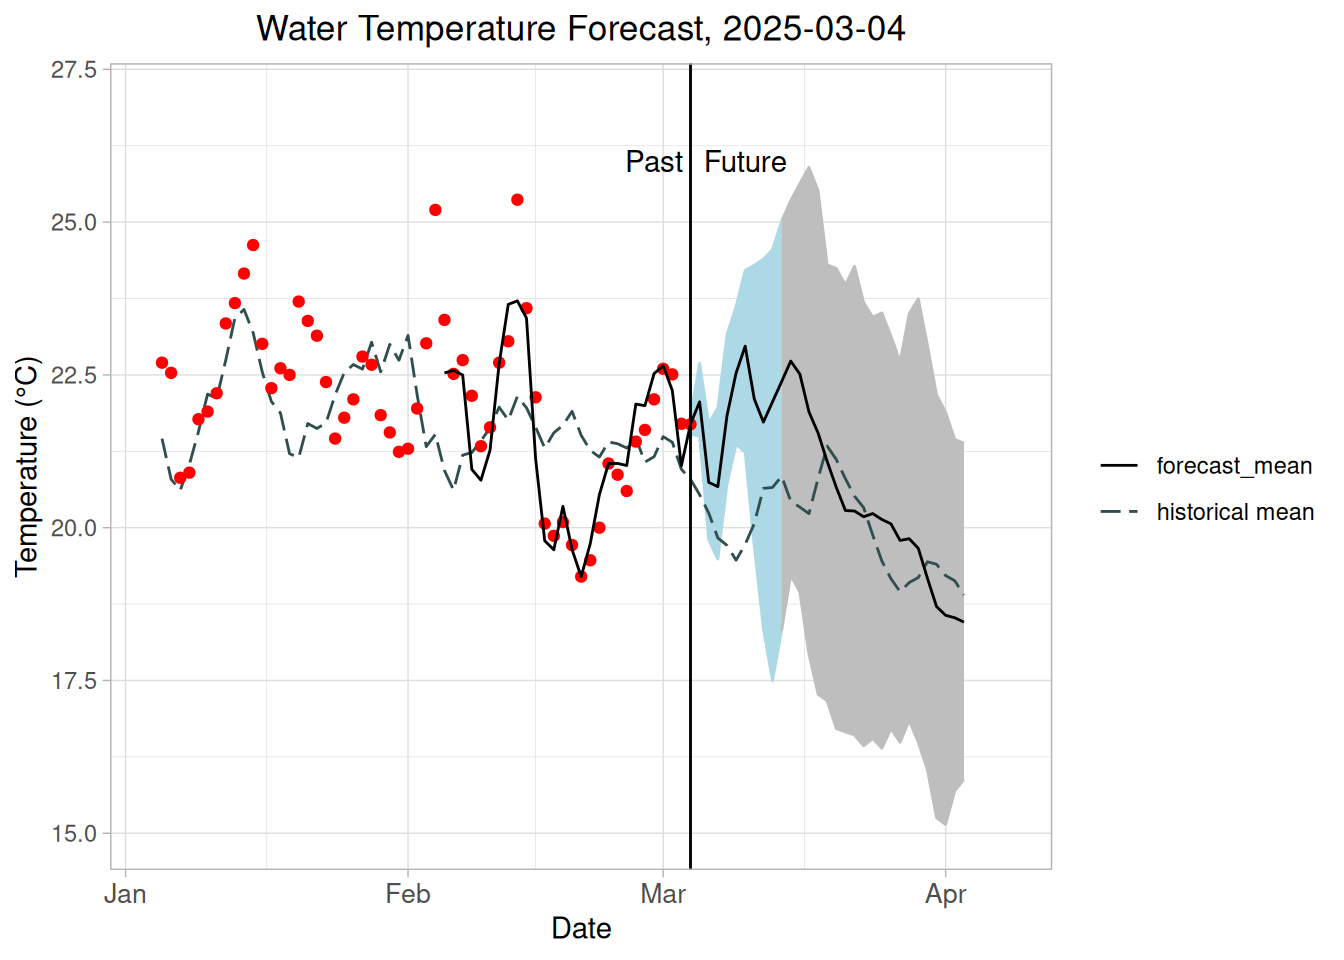 Water Temperature Forecast, 2025-03-04
27.5
25.0
22.5
20.0
17.5
15.0
Temperature (°C)
Past
Future
Jan
Feb
Mar
Apr
Date
forecast_mean
historical mean